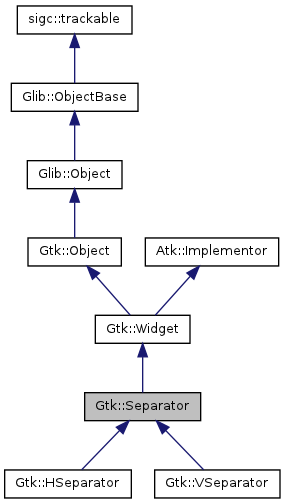 sigc::trackable
Glib::ObjectBase
Glib::Object
Gtk::Object
Atk::Implementor
Gtk::Widget
Gtk::Separator
Gtk::HSeparator
Gtk::VSeparator